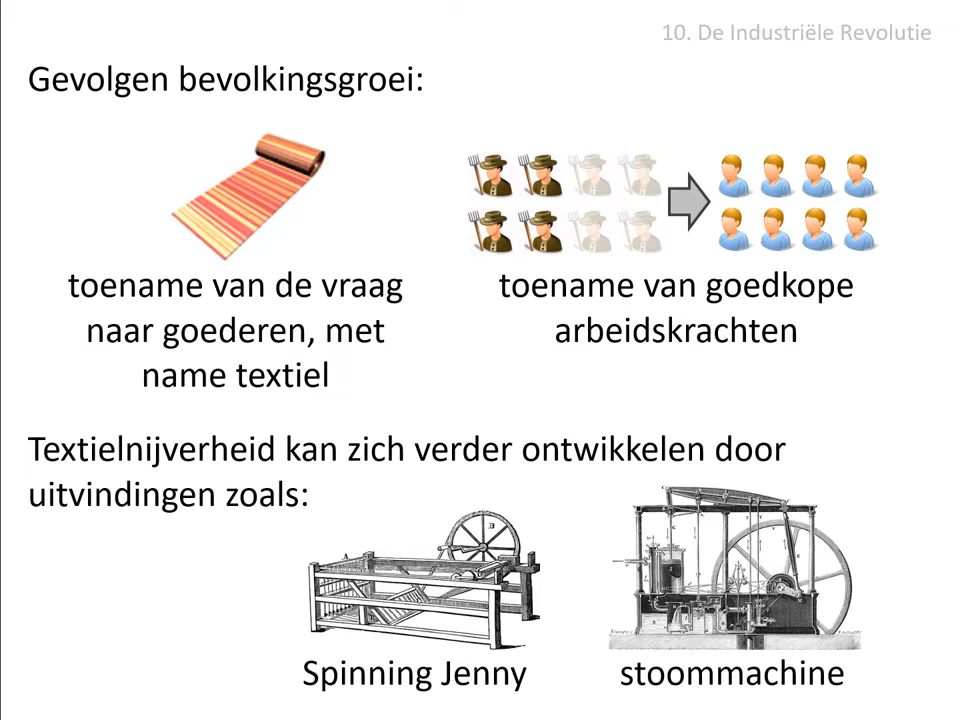 10. De Industriële Revolutie
Gevolgen bevolkingsgroei:
toename van de vraag
naar goederen, met
name textiel
toename van goedkope
arbeidskrachten
Textielnijverheid kan zich verder ontwikkelen door
uitvindingen zoals:
Spinning Jenny
stoommachine